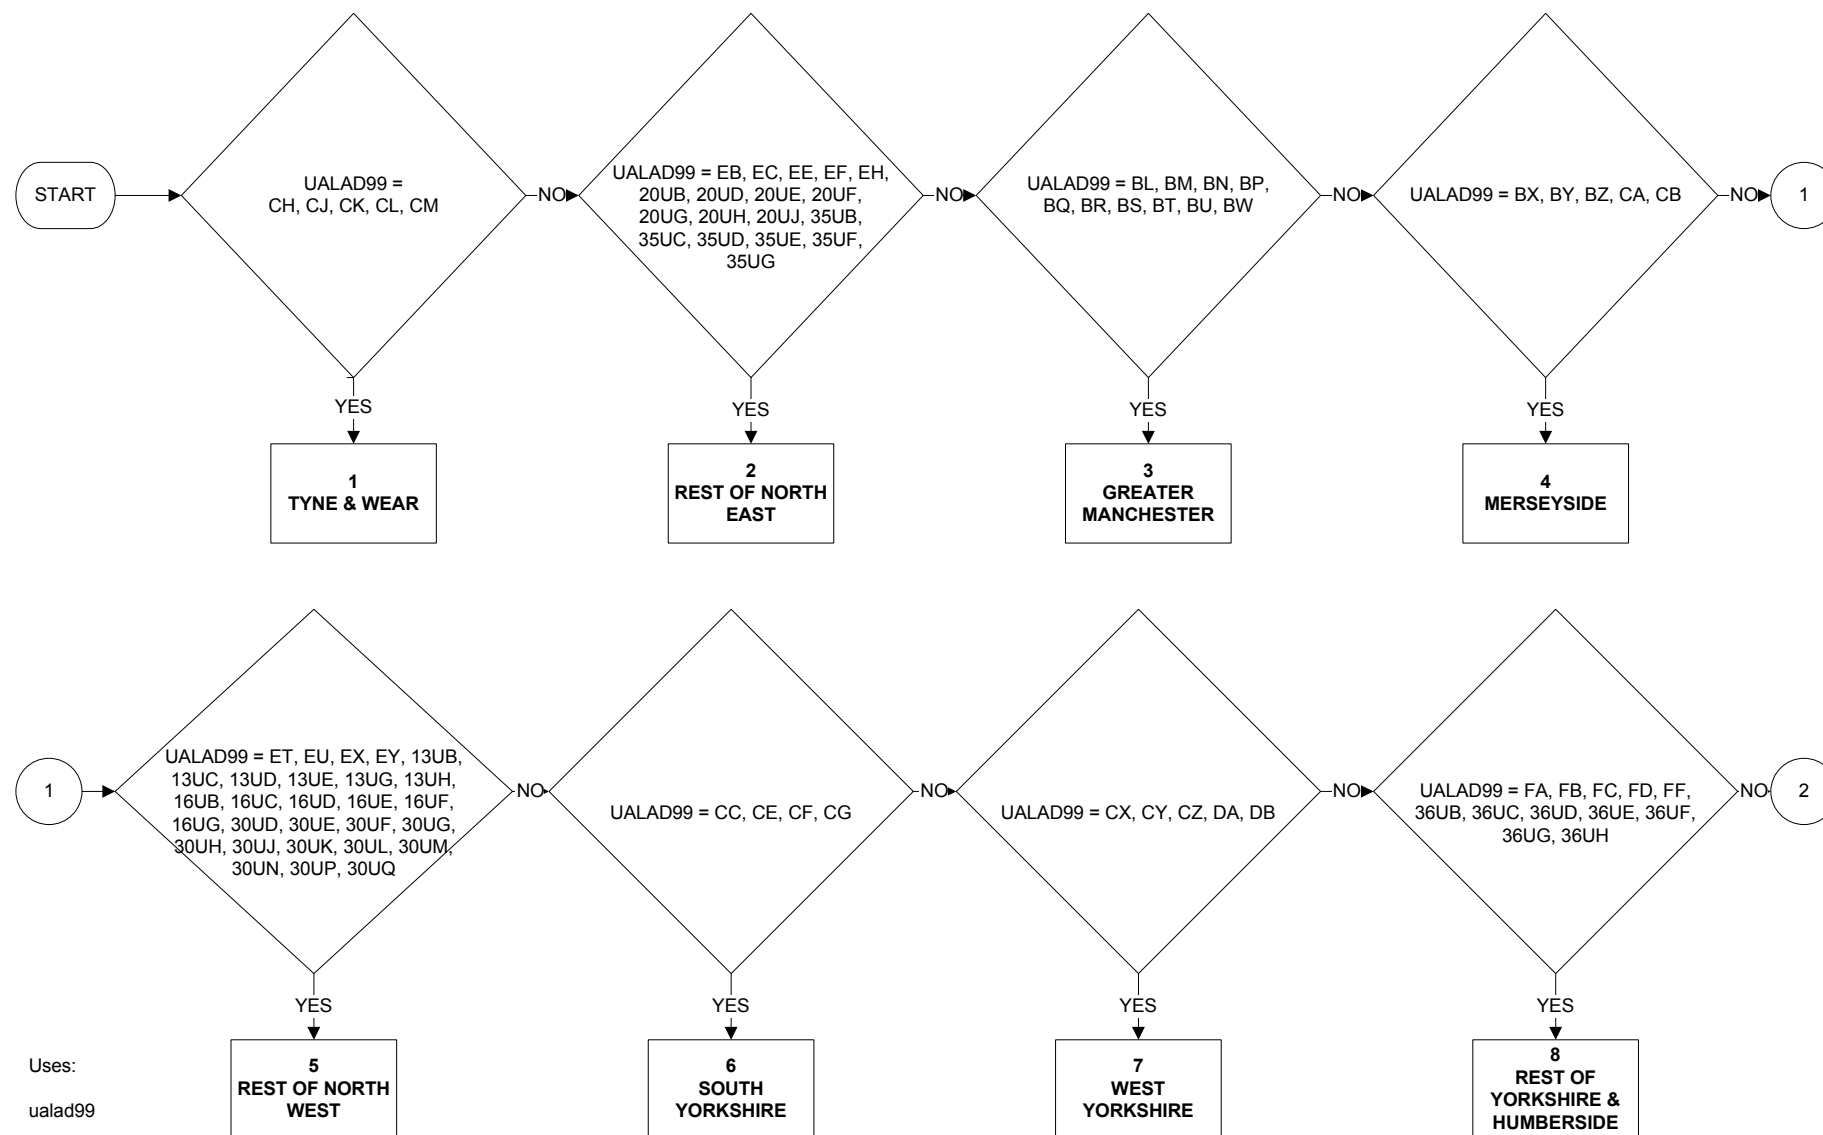 START
UALAD99 =
CH, CJ, CK, CL, CM
NO
UALAD99 = EB, EC, EE, EF, EH,
20UB, 20UD, 20UE, 20UF,
20UG, 20UH, 20UJ, 35UB,
35UC, 35UD, 35UE, 35UF,
35UG
NO
UALAD99 = BL, BM, BN, BP,
BQ, BR, BS, BT, BU, BW
NO
UALAD99 = BX, BY, BZ, CA, CB
NO
1
YES
YES
YES
YES
1
TYNE & WEAR
2
REST OF NORTH
EAST
3
GREATER
MANCHESTER
4
MERSEYSIDE
1
UALAD99 = ET, EU, EX, EY, 13UB,
13UC, 13UD, 13UE, 13UG, 13UH,
16UB, 16UC, 16UD, 16UE, 16UF,
16UG, 30UD, 30UE, 30UF, 30UG,
30UH, 30UJ, 30UK, 30UL, 30UM,
30UN, 30UP, 30UQ
NO
UALAD99 = CC, CE, CF, CG
NO
UALAD99 = CX, CY, CZ, DA, DB
NO
UALAD99 = FA, FB, FC, FD, FF,
36UB, 36UC, 36UD, 36UE, 36UF,
36UG, 36UH
NO
2
YES
YES
YES
YES
Uses:
ualad99
5
REST OF NORTH
WEST
6
SOUTH
YORKSHIRE
7
WEST
YORKSHIRE
8
REST OF
YORKSHIRE &
HUMBERSIDE